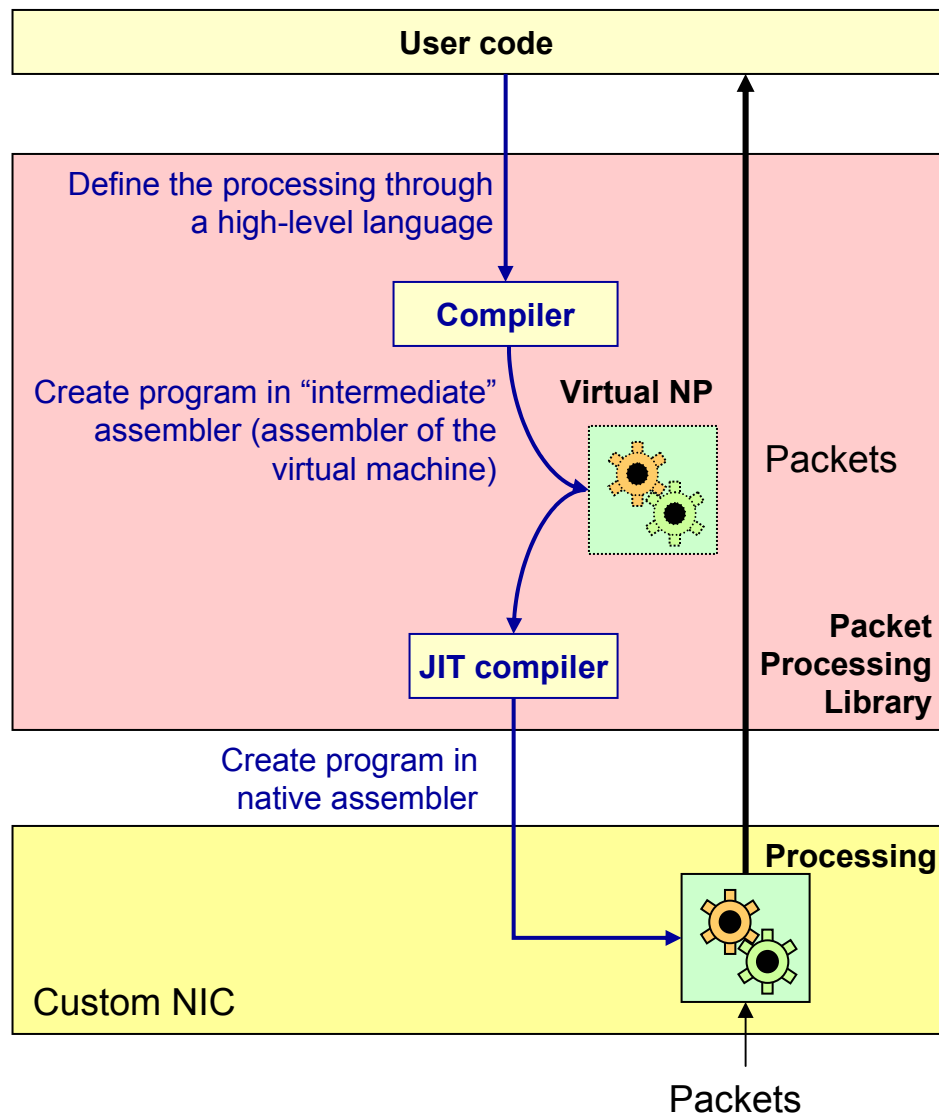 User code
Define the processing through
a high-level language
Compiler
Create program in “intermediate”
assembler (assembler of the
virtual machine)
Virtual NP
Packets
JIT compiler
Packet
Processing
Library
Create program in
native assembler
Processing
Custom NIC
Packets